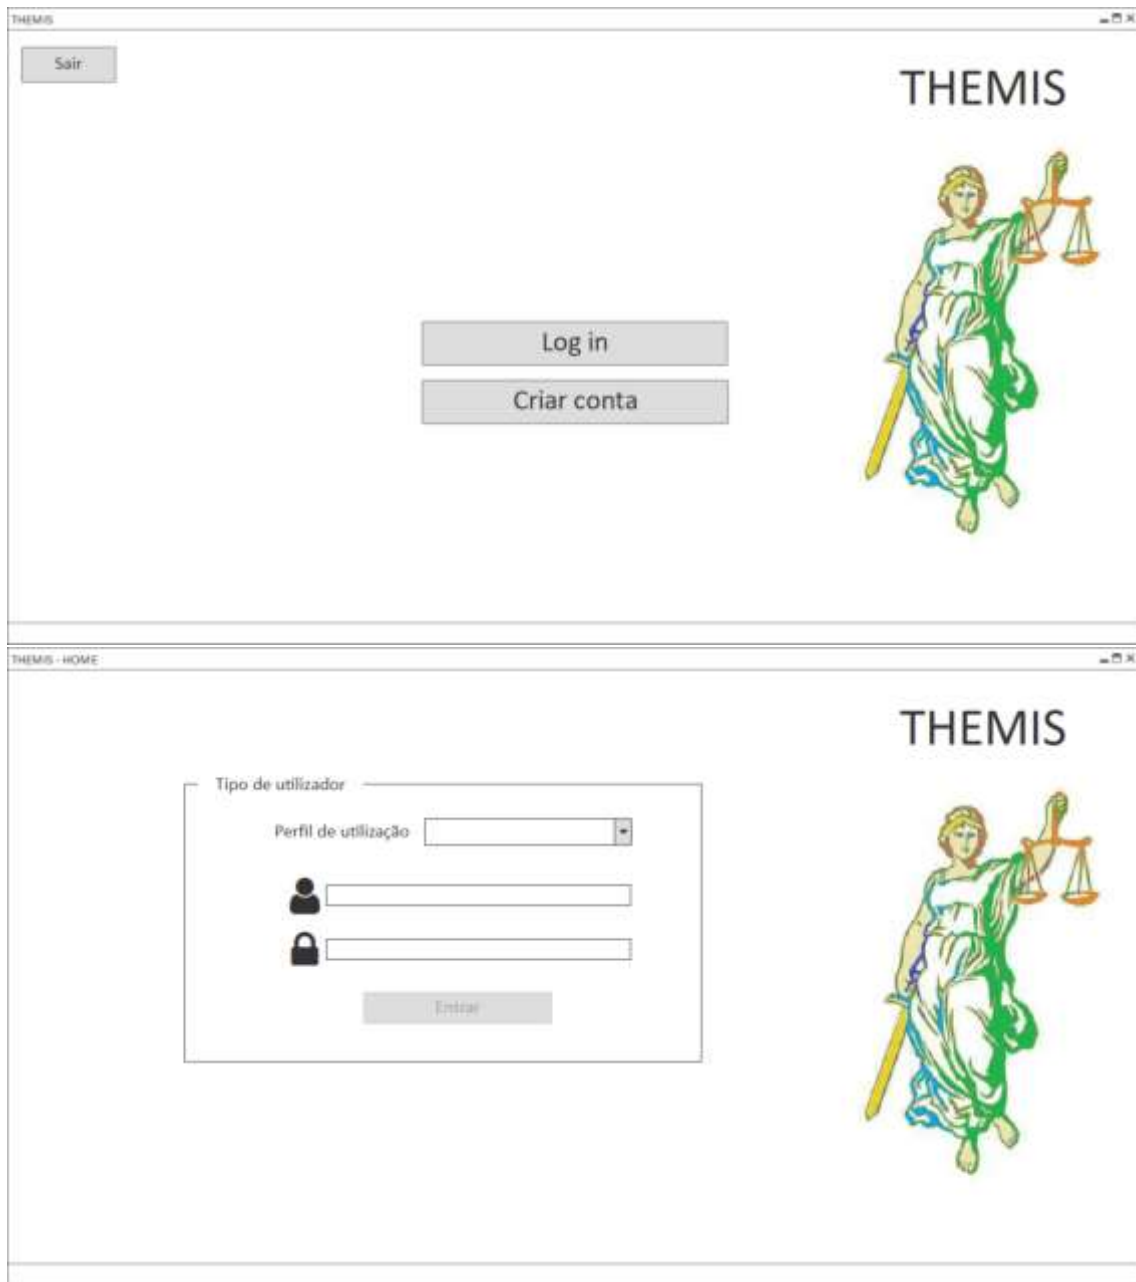 THEMIS
Sair
THEMIS
Log in
Criar conta
THEMIS - HOME
THEMIS
Tipo de utilizador
Perfil de utilização
Entrar